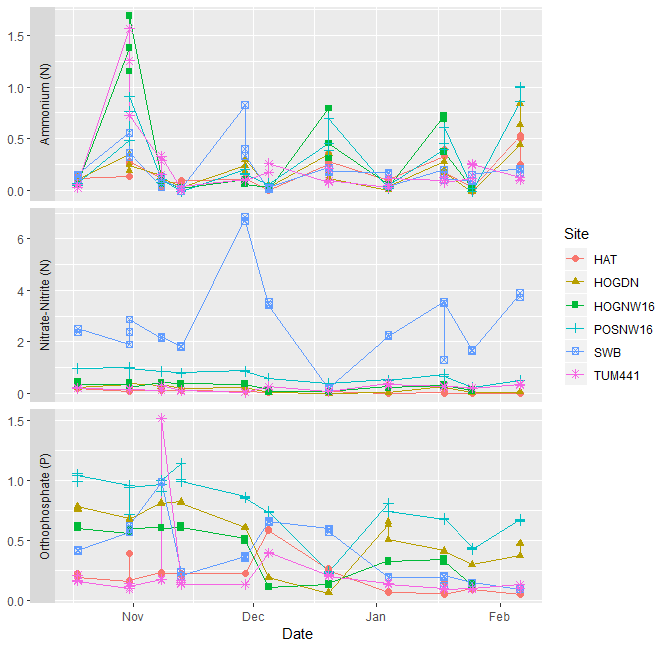 Ammonium (N)
1.5
1.0
0.5
0.0
Nitrate-Nitrite (N)
6
4
2
0
Orthophosphate (P)
1.5
1.0
0.5
0.0
Nov
Dec
Jan
Feb
Date
Site
HAT
HOGDN
HOGNW16
POSNW16
SWB
TUM441